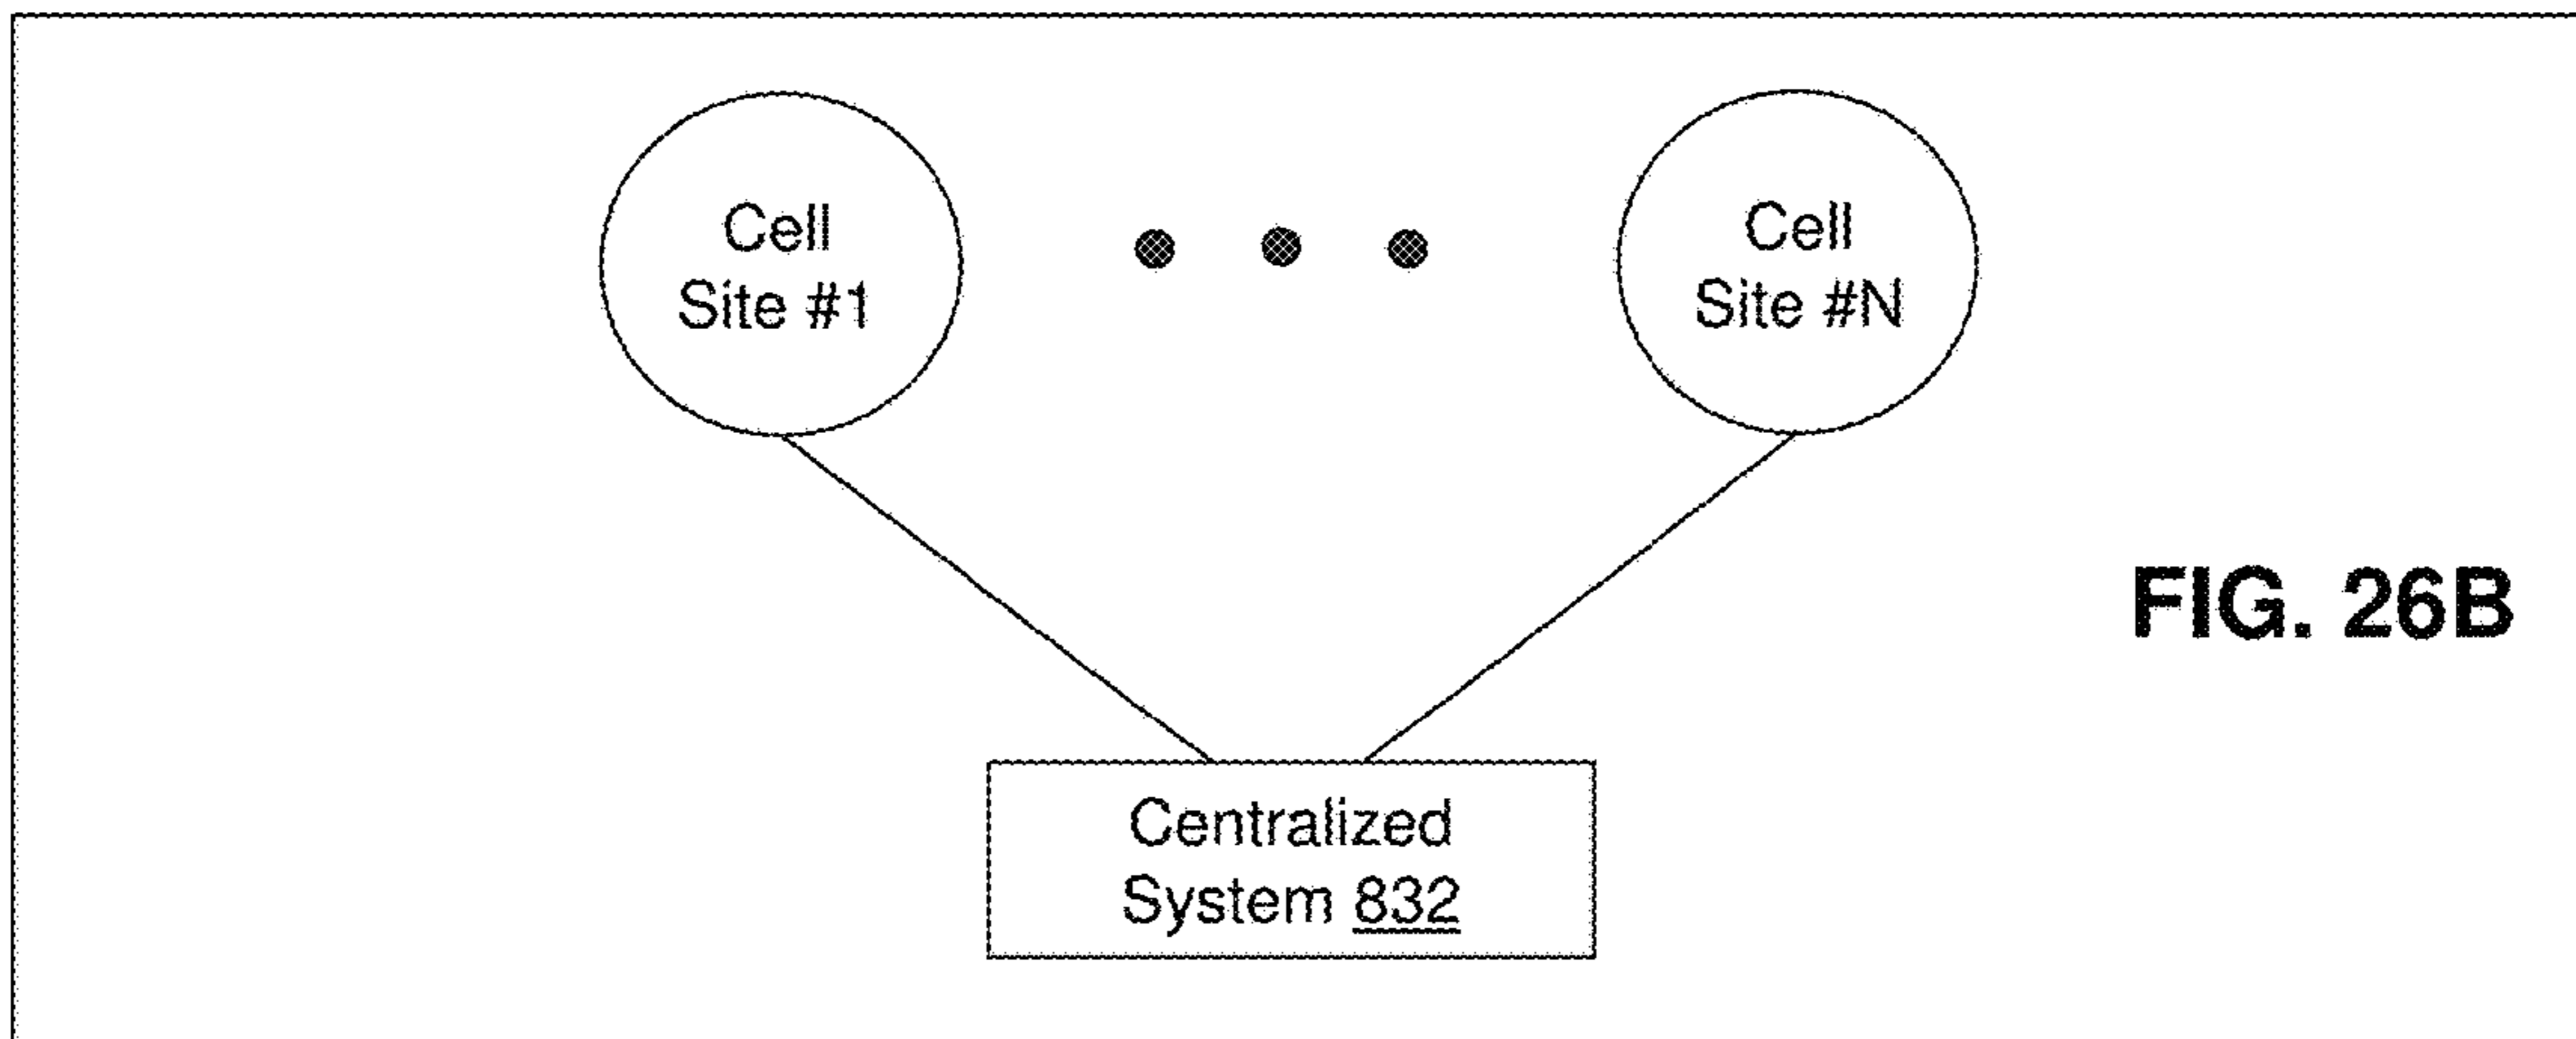 Cell
Site #1
Cell
Site #N
FIG. 26B
Centralized
System 832